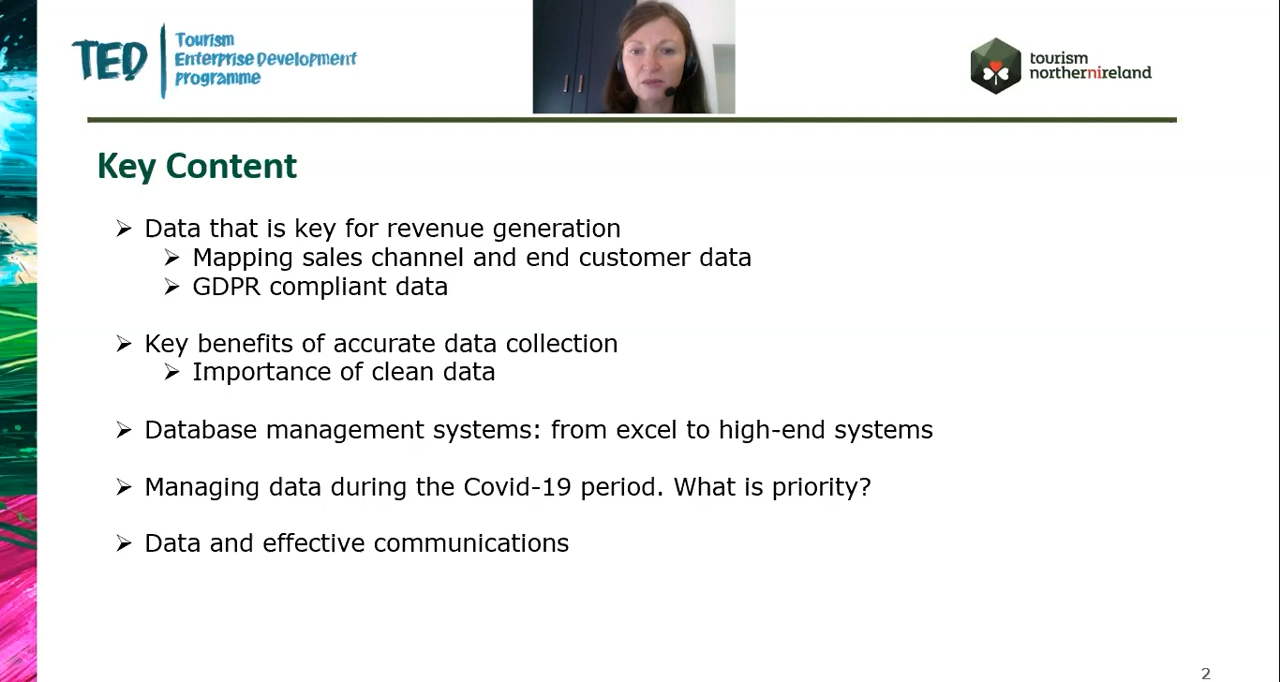 TED
Tourism
Enterprise Development
Programme
tourism
northernireland
Key Content
Data that is key for revenue generation
Mapping sales channel and end customer data
GDPR compliant data
Key benefits of accurate data collection
Importance of clean data
Database management systems: from excel to high-end systems
Managing data during the Covid-19 period. What is priority?
Data and effective communications
2